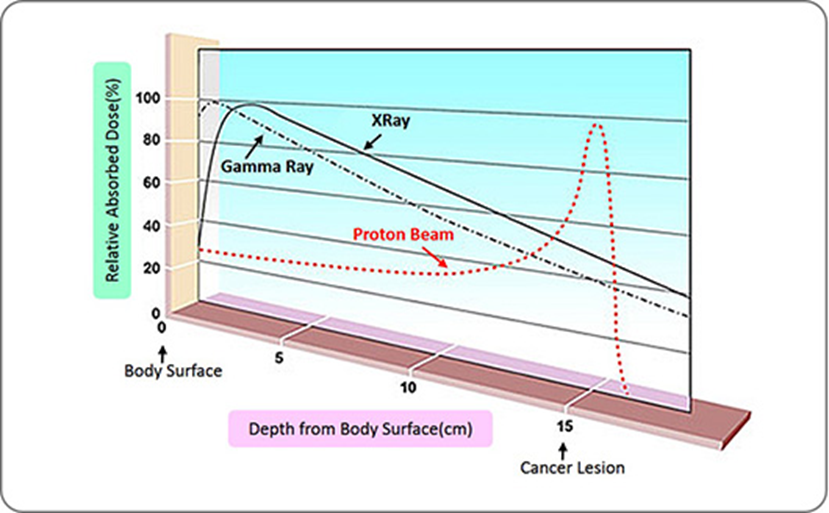 Relative Absorbed Dose(%)
100
80
60
40
20
0
XRay
Gamma Ray
Proton Beam
0
5
10
15
Body Surface
Depth from Body Surface(cm)
Cancer Lesion